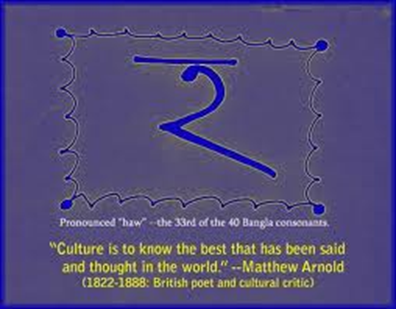 হ
Pronounced "haw" --the 33rd of the 40 Bangla consonants.
"Culture is to know the best that has been said
and thought in the world." --Matthew Arnold
(1822-1888: British poet and cultural critic)